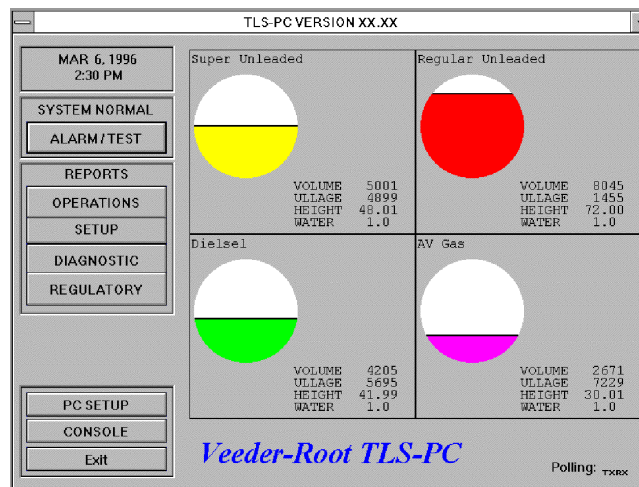 TLS-PC VERSION XX.XX
MAR 6, 1996
2:30 PM
SYSTEM NORMAL
ALARM/TEST
REPORTS
OPERATIONS
SETUP
DIAGNOSTIC
REGULATORY
PC SETUP
CONSOLE
Exit
Super Unleaded
VOLUME 5001
ULLAGE 4899
HEIGHT 48.01
WATER 1.0
Regular Unleaded
VOLUME 8045
ULLAGE 1455
HEIGHT 72.00
WATER 1.0
Dielsel
VOLUME 4205
ULLAGE 5695
HEIGHT 41.99
WATER 1.0
AV Gas
VOLUME 2671
ULLAGE 7229
HEIGHT 30.01
WATER 1.0
Veeder-Root TLS-PC
Polling: TXRX